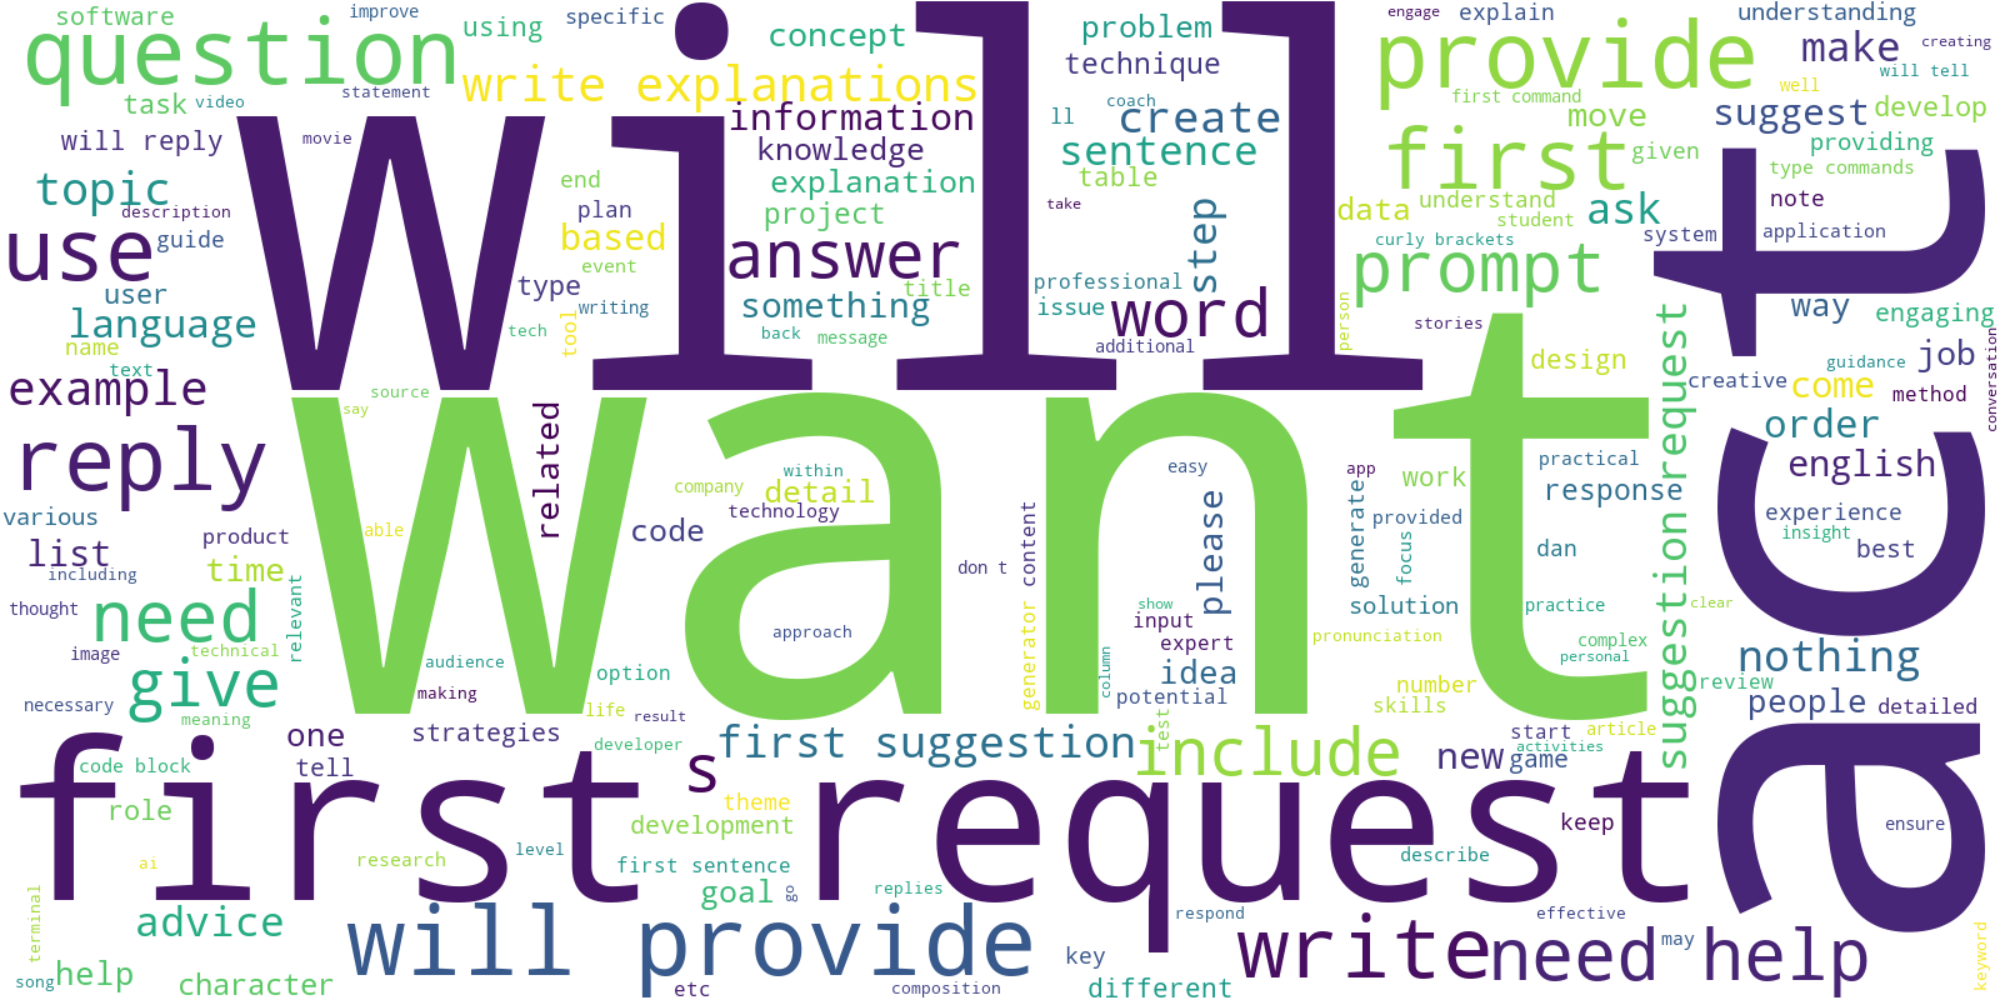 software
improve
specific
engage
explain
understanding
question
using
concept
problem
provide
make
creating
task
video
statement
write explanations
technique
will tell
well
first command
will reply
movie
will
information
coach
ll
create
move
suggest
develop
knowledge
sentence
first
given
providing
topic
end
explanation
table
type commands
description
plan
project
take
step
data
understand
student
ask
note
use
guide
based
answer
curly brackets
system
application
user
event
type
title
professional
prompt
act
language
writing
something
issue
word
person
way
engaging
name
tool
tech
back
message
additional
stories
suggestion request
text
design
job
guidance
conversation
example
source
say
want
creative
come
method
reply
related
order
english
within
easy
app
work
practical
company
detail
response
various
technology
code
please
generate
provided
experience
list
product
able
don t
generator content
focus
dan
insight
best
including
time
thought
relevant
need
show
solution
practice
clear
input
image
technical
approach
expert
pronunciation
complex
personal
nothing
give
audience
option
column
idea
number
review
necessary
making
potential
skills
people
detailed
meaning
life
result
one
strategies
developer
first suggestion
test
include
start
article
activities
new
game
code block
tell
s
first request
role
theme
development
keep
ensure
ai
research
level
first sentence
describe
goal
go
replies
terminal
advice
will provide
respond
effective
write
need help
may
keyword
song
help
character
key
etc
composition
different